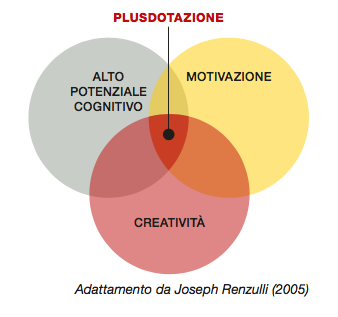 PLUSDOTAZIONE
ALTO
POTENZIALE
COGNITIVO
MOTIVAZIONE
CREATIVITÀ
Adattamento da Joseph Renzulli (2005)